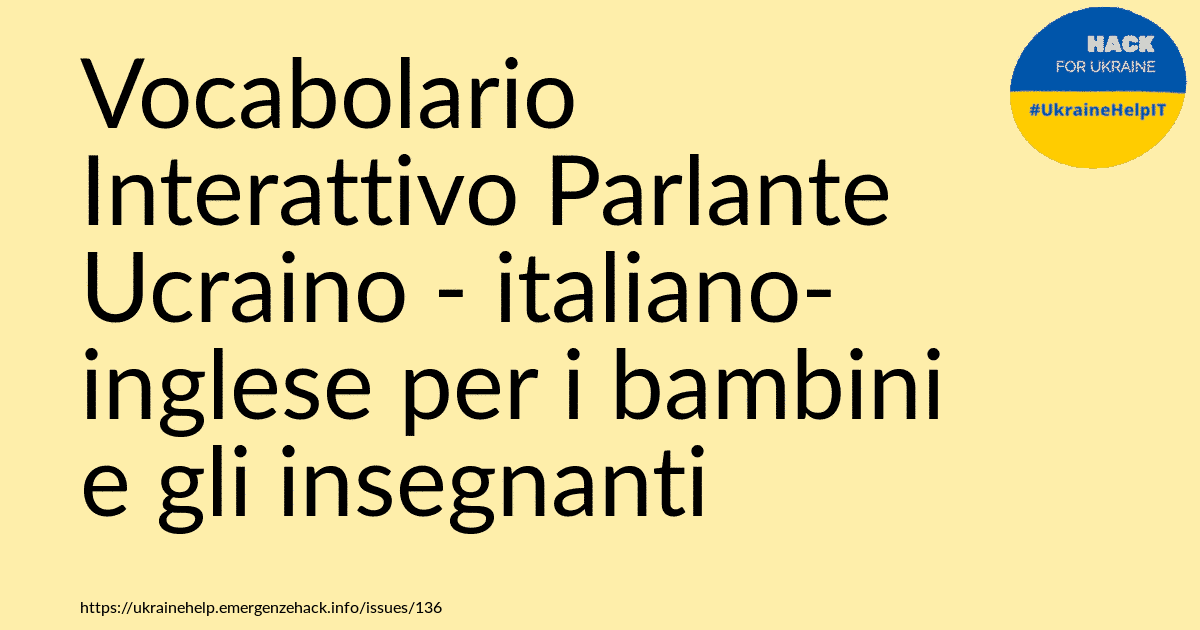 HACK
FOR UKRAINE
#UkraineHelpIT
Vocabolario
Interattivo Parlante
Ucraino - italiano-
inglese per i bambini
e gli insegnanti
https://ukrainehelp.emergenzehack.info/issues/136